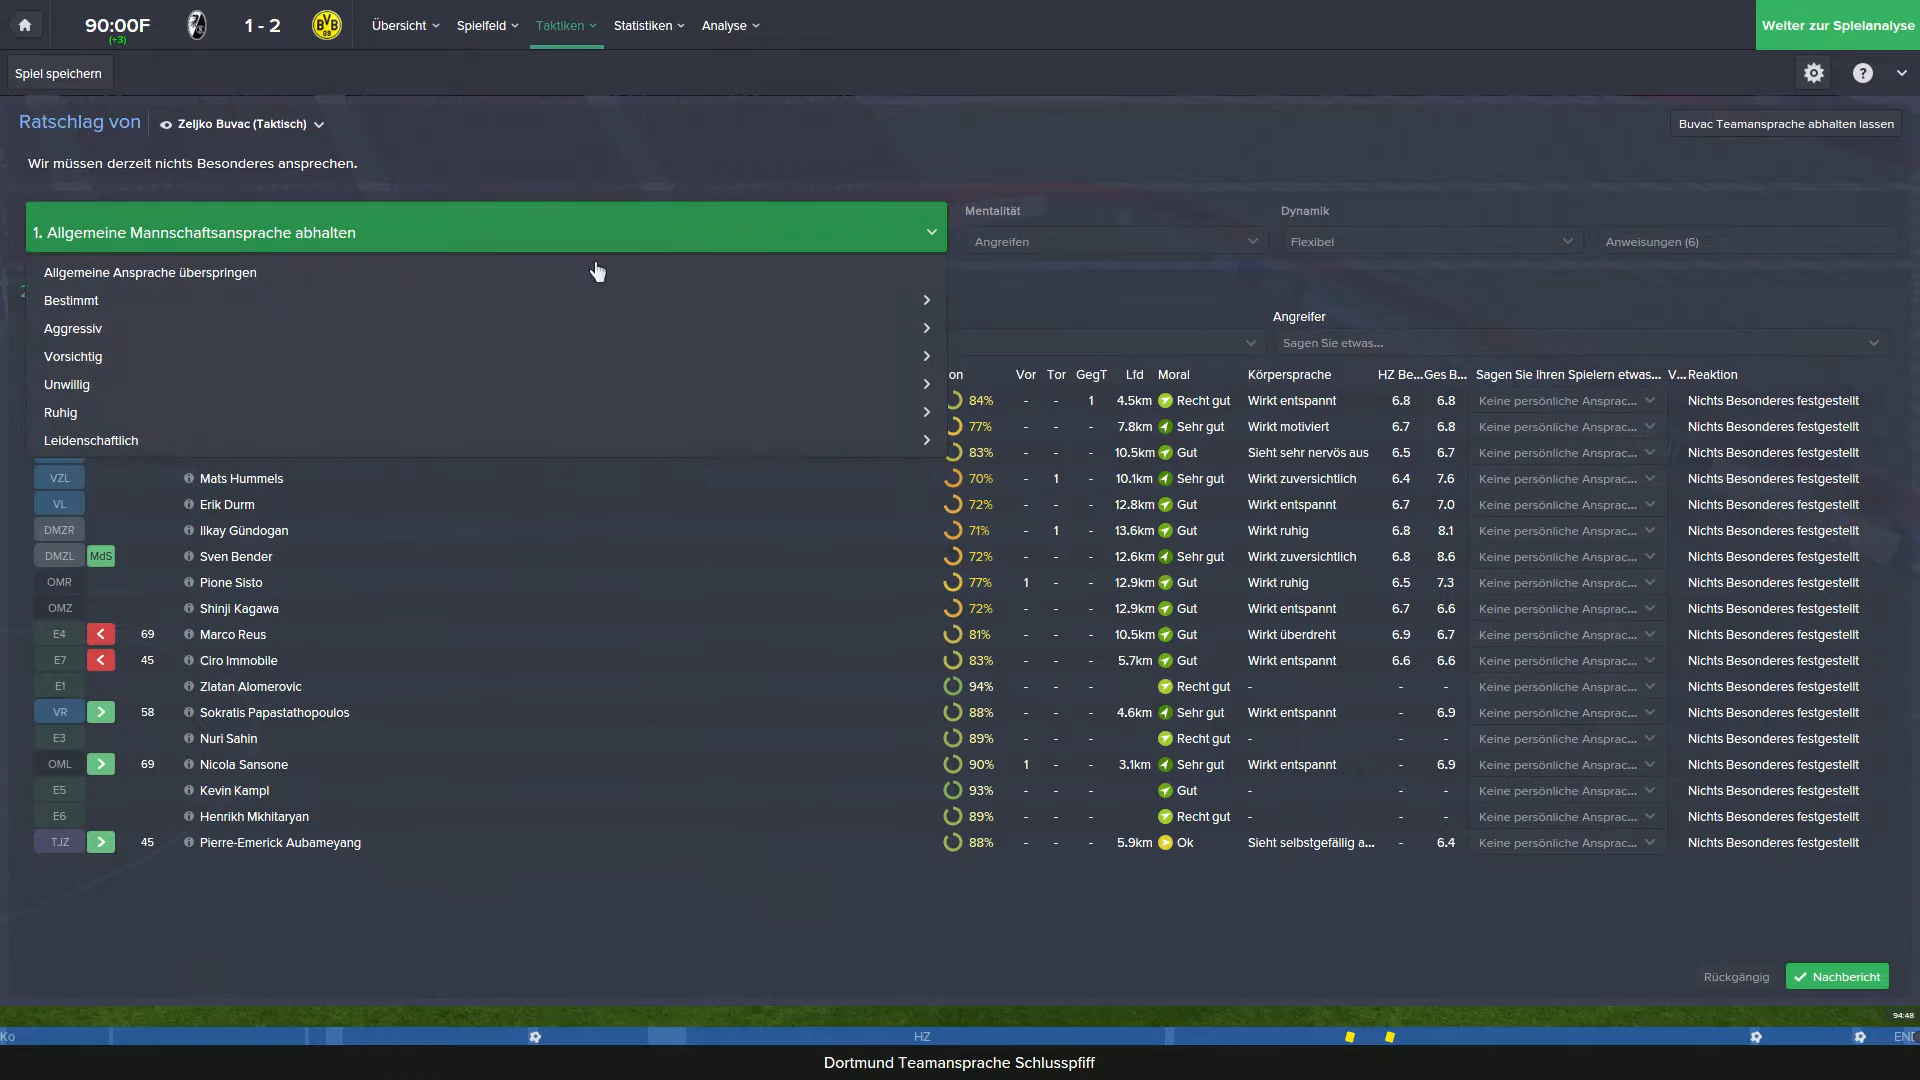 90:00F
(+3)
1 - 2
BVB
09
Übersicht
Spielfeld
Taktiken
Statistiken
Analyse
Weiter zur Spielanalyse
Spiel speichern
?
Ratschlag von
Zeljko Buvac (Taktisch)
Buvac Teamansprache abhalten lassen
Wir müssen derzeit nichts Besonderes ansprechen.
1. Allgemeine Mannschaftsansprache abhalten
Mentalität
Dynamik
Angreifen
Flexibel
Anweisungen (6)
Allgemeine Ansprache überspringen
Bestimmt
Aggressiv
Vorsichtig
Unwillig
Ruhig
Leidenschaftlich
Angreifer
Sagen Sie etwas...
on Vor Tor GegT Lfd Moral Körpersprache HZ Be... Ges B... Sagen Sie Ihren Spielern etwas... V... Reaktion
84% - - 1 4.5km Recht gut Wirkt entspannt 6.8 6.8 Keine persönliche Ansprac... Nichts Besonderes festgestellt
77% - - - 7.8km Sehr gut Wirkt motiviert 6.7 6.8 Keine persönliche Ansprac... Nichts Besonderes festgestellt
83% - - - 10.5km Gut Sieht sehr nervös aus 6.5 6.7 Keine persönliche Ansprac... Nichts Besonderes festgestellt
VZL Mats Hummels 70% - 1 - 10.1km Sehr gut Wirkt zuversichtlich 6.4 7.6 Keine persönliche Ansprac... Nichts Besonderes festgestellt
VL Erik Durm 72% - - - 12.8km Gut Wirkt entspannt 6.7 7.0 Keine persönliche Ansprac... Nichts Besonderes festgestellt
DMZR Ilkay Gündogan 71% - 1 - 13.6km Gut Wirkt ruhig 6.8 8.1 Keine persönliche Ansprac... Nichts Besonderes festgestellt
DMZL MdS Sven Bender 72% - - - 12.6km Sehr gut Wirkt zuversichtlich 6.8 8.6 Keine persönliche Ansprac... Nichts Besonderes festgestellt
OMR Pione Sisto 77% 1 - - 12.9km Gut Wirkt ruhig 6.5 7.3 Keine persönliche Ansprac... Nichts Besonderes festgestellt
OMZ Shinji Kagawa 72% - - - 12.9km Gut Wirkt entspannt 6.7 6.6 Keine persönliche Ansprac... Nichts Besonderes festgestellt
E4 69 Marco Reus 81% - - - 10.5km Gut Wirkt überdreht 6.9 6.7 Keine persönliche Ansprac... Nichts Besonderes festgestellt
E7 45 Ciro Immobile 83% - - - 5.7km Gut Wirkt entspannt 6.6 6.6 Keine persönliche Ansprac... Nichts Besonderes festgestellt
E1 Zlatan Alomerovic 94% - - - Recht gut - - - Keine persönliche Ansprac... Nichts Besonderes festgestellt
VR 58 Sokratis Papastathopoulos 88% - - - 4.6km Sehr gut Wirkt entspannt - 6.9 Keine persönliche Ansprac... Nichts Besonderes festgestellt
E3 Nuri Sahin 89% - - - Recht gut - - - Keine persönliche Ansprac... Nichts Besonderes festgestellt
OML 69 Nicola Sansone 90% 1 - - 3.1km Sehr gut Wirkt entspannt - 6.9 Keine persönliche Ansprac... Nichts Besonderes festgestellt
E5 Kevin Kampl 93% - - - Gut - - - Keine persönliche Ansprac... Nichts Besonderes festgestellt
E6 Henrikh Mkhitaryan 89% - - - Recht gut - - - Keine persönliche Ansprac... Nichts Besonderes festgestellt
TJZ 45 Pierre-Emerick Aubameyang 88% - - - 5.9km Ok Sieht selbstgefällig a... - 6.4 Keine persönliche Ansprac... Nichts Besonderes festgestellt
Rückgängig
Nachbericht
94:48
Ko
HZ
END
Dortmund Teamansprache Schlusspfiff